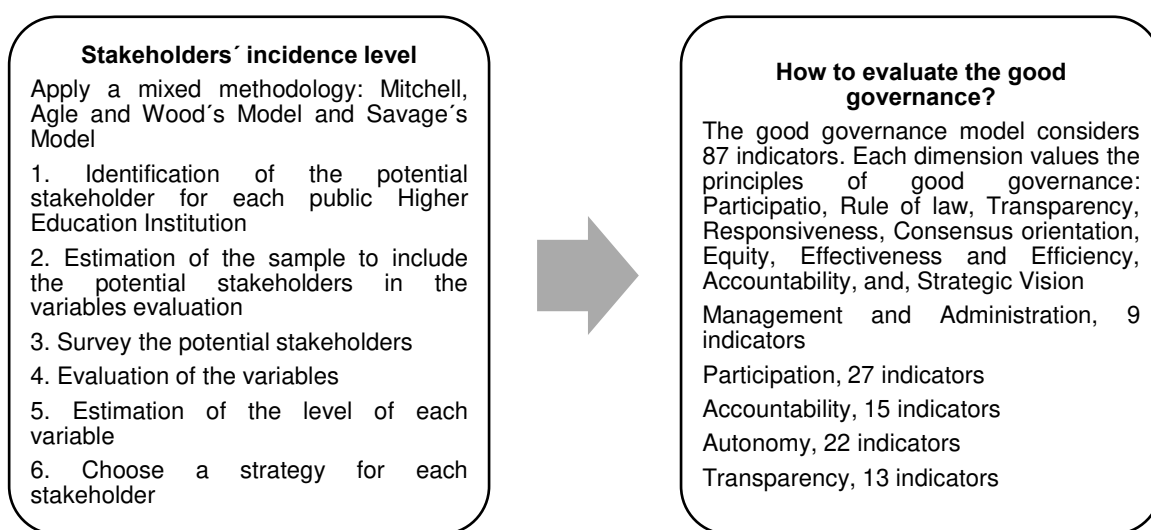 Stakeholders´ incidence level
Apply a mixed methodology: Mitchell,
Agle and Wood´s Model and Savage´s
Model
1. Identification of the potential
stakeholder for each public Higher
Education Institution
2. Estimation of the sample to include
the potential stakeholders in the
variables evaluation
3. Survey the potential stakeholders
4. Evaluation of the variables
5. Estimation of the level of each
variable
6. Choose a strategy for each
stakeholder
How to evaluate the good
governance?
The good governance model considers
87 indicators. Each dimension values the
principles of good governance:
Participatio, Rule of law, Transparency,
Responsiveness, Consensus orientation,
Equity, Effectiveness and Efficiency,
Accountability, and, Strategic Vision
Management and Administration, 9
indicators
Participation, 27 indicators
Accountability, 15 indicators
Autonomy, 22 indicators
Transparency, 13 indicators